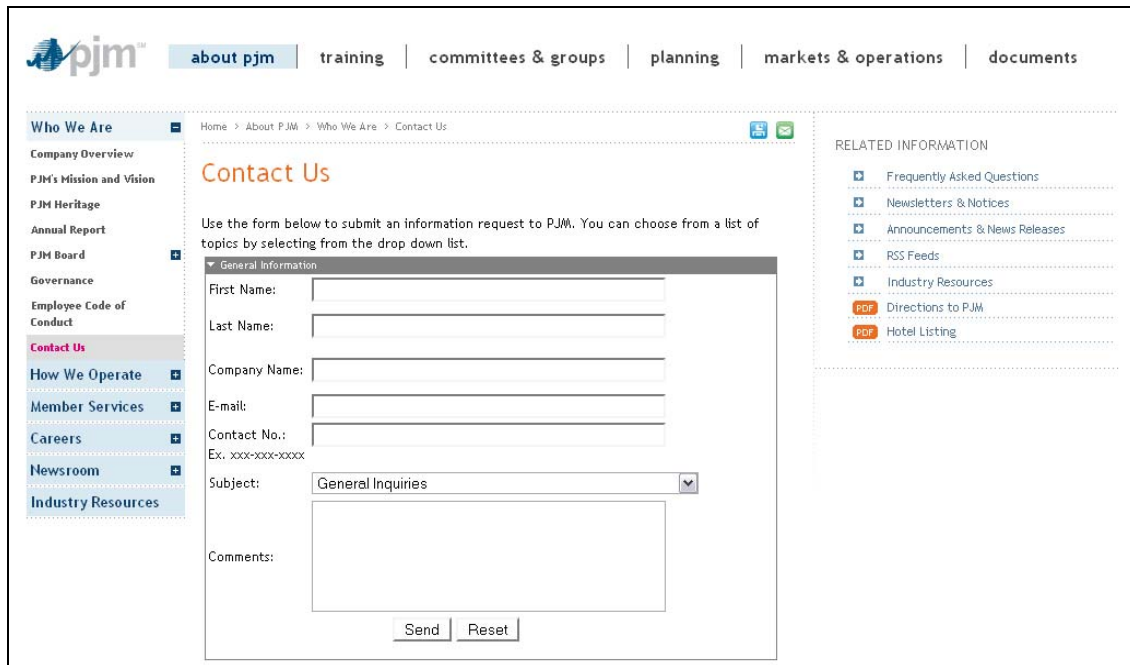 pjm SM
about pjm | training | committees & groups | planning | markets & operations | documents
Who We Are
Company Overview
PJM's Mission and Vision
PJM Heritage
Annual Report
PJM Board
Governance
Employee Code of
Conduct
Contact Us
How We Operate
Member Services
Careers
Newsroom
Industry Resources
Home > About PJM > Who We Are > Contact Us
Contact Us
Use the form below to submit an information request to PJM. You can choose from a list of
topics by selecting from the drop down list.
General Information
First Name:
Last Name:
Company Name:
E-mail:
Contact No.:
Ex. xxx-xxx-xxxx
Subject: General Inquiries
Comments:
Send Reset
RELATED INFORMATION
Frequently Asked Questions
Newsletters & Notices
Announcements & News Releases
RSS Feeds
Industry Resources
PDF Directions to PJM
PDF Hotel Listing